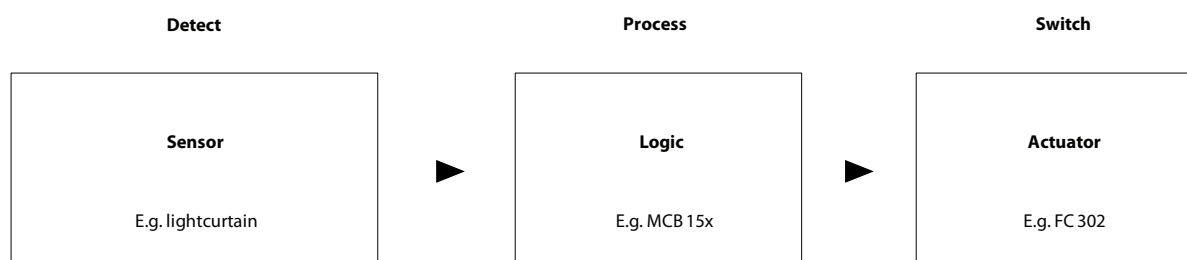 Detect
Process
Switch
Sensor
Logic
Actuator
E.g. lightcurtain
E.g. MCB 15x
E.g. FC 302